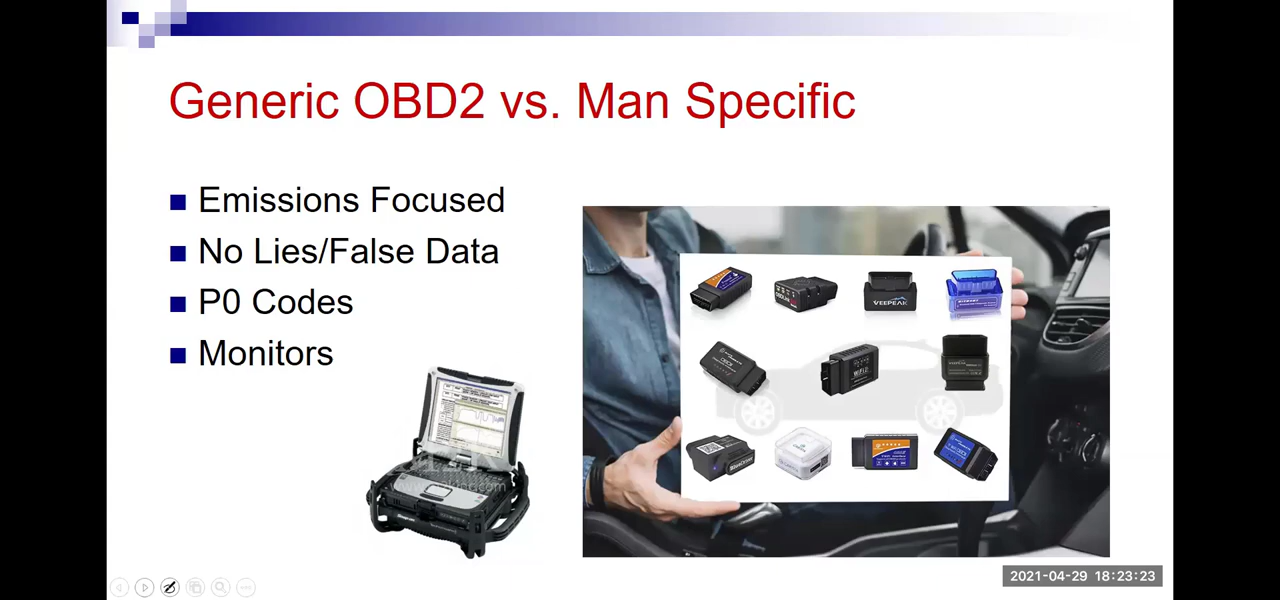 Generic OBD2 vs. Man Specific
Emissions Focused
No Lies/False Data
P0 Codes
Monitors
VEEPEAK
2021-04-29 18:23:23